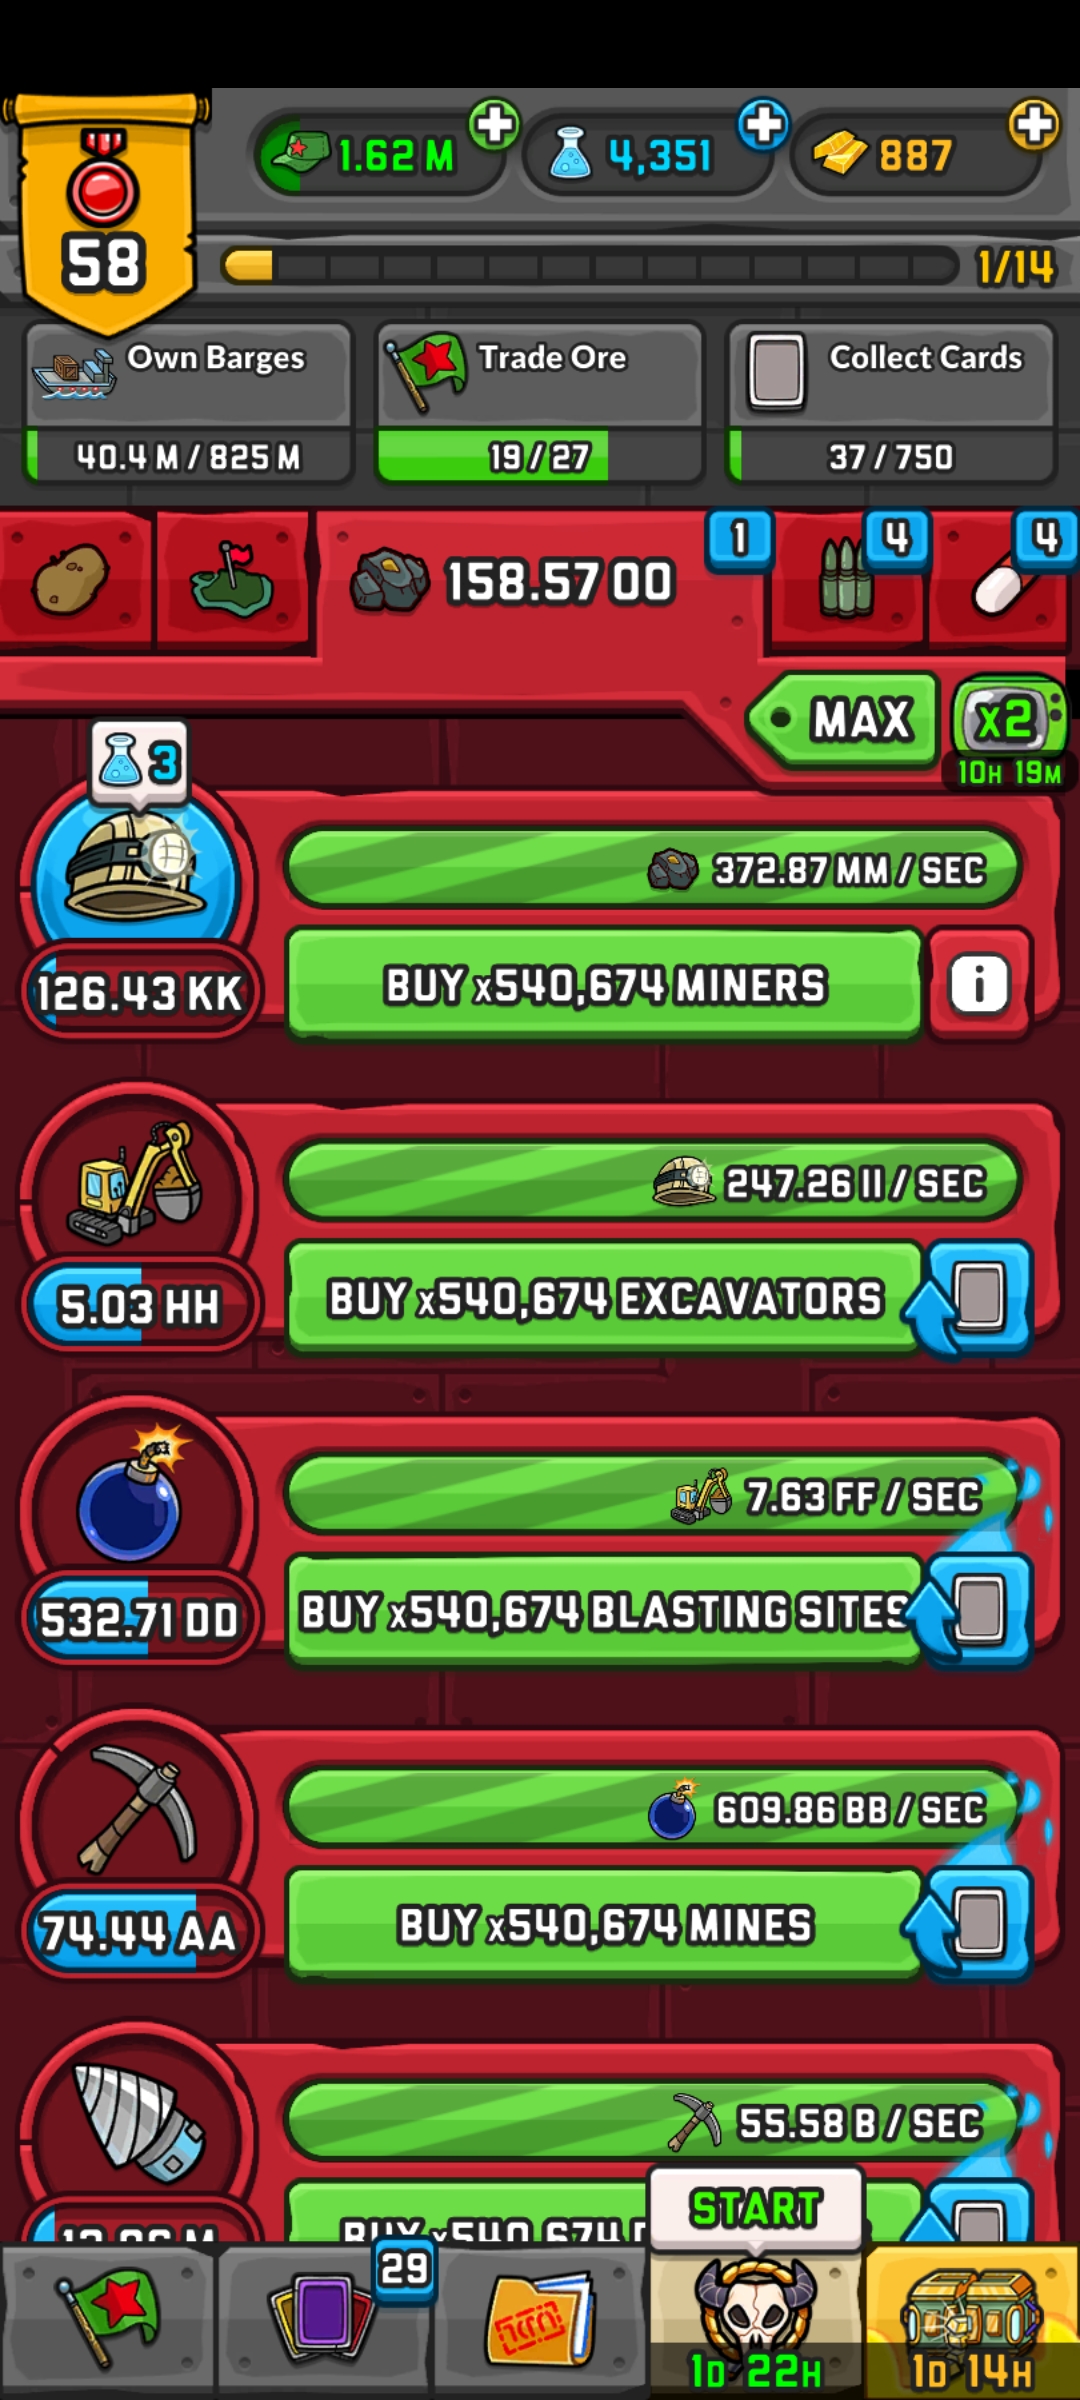 58
1.62 M
4,351
887
1/14
Own Barges
40.4 M / 825 M
Trade Ore
19 / 27
Collect Cards
37 / 750
158.57 OO
1
4
4
MAX
x2
10H 19M
3
372.87 MM / SEC
126.43 KK
BUY x540,674 MINERS
i
247.26 II / SEC
5.03 HH
BUY x540,674 EXCAVATORS
7.63 FF / SEC
532.71 DD
BUY x540,674 BLASTING SITES
609.86 BB / SEC
74.44 AA
BUY x540,674 MINES
55.58 B / SEC
BUY x540,674
START
29
1D 22H
1D 14H